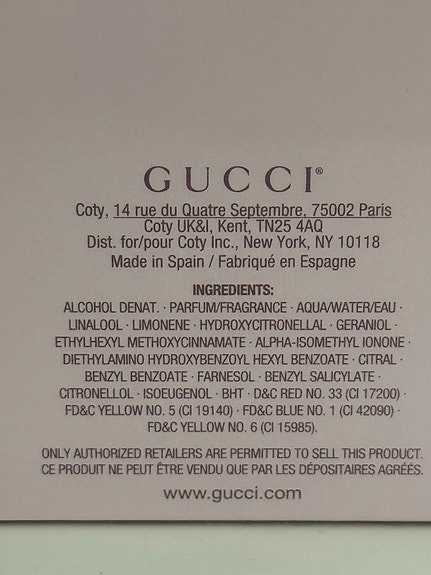 GUCCI®
Coty, 14 rue du Quatre Septembre, 75002 Paris
Coty UK&I, Kent, TN25 4AQ
Dist. for/pour Coty Inc., New York, NY 10118
Made in Spain / Fabriqué en Espagne
INGREDIENTS:
ALCOHOL DENAT. · PARFUM/FRAGRANCE · AQUA/WATER/EAU ·
LINALOOL · LIMONENE · HYDROXYCITRONELLAL · GERANIOL ·
ETHYLHEXYL METHOXYCINNAMATE · ALPHA-ISOMETHYL IONONE ·
DIETHYLAMINO HYDROXYBENZOYL HEXYL BENZOATE · CITRAL ·
BENZYL BENZOATE · FARNESOL · BENZYL SALICYLATE ·
CITRONELLOL · ISOEUGENOL · BHT · D&C RED NO. 33 (CI 17200) ·
FD&C YELLOW NO. 5 (CI 19140) · FD&C BLUE NO. 1 (CI 42090) ·
FD&C YELLOW NO. 6 (CI 15985).
ONLY AUTHORIZED RETAILERS ARE PERMITTED TO SELL THIS PRODUCT.
CE PRODUIT NE PEUT ÊTRE VENDU QUE PAR LES DÉPOSITAIRES AGRÉÉS.
www.gucci.com